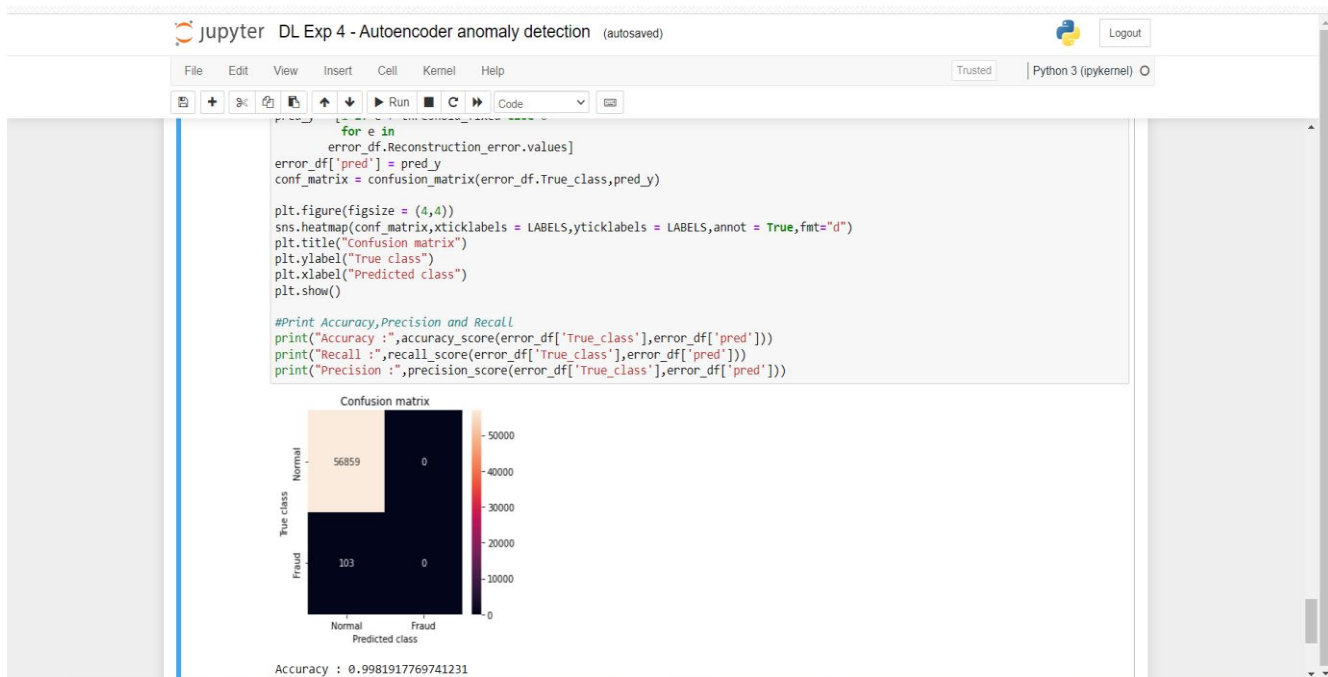 jupyter DL Exp 4 - Autoencoder anomaly detection (autosaved)
Logout
File Edit View Insert Cell Kernel Help
Trusted
Python 3 (ipykernel)
Run
Code
for e in
error_df.Reconstruction_error.values]
error_df['pred'] = pred_y
conf_matrix = confusion_matrix(error_df.True_class,pred_y)
plt.figure(figsize = (4,4))
sns.heatmap(conf_matrix,xticklabels = LABELS,yticklabels = LABELS,annot = True,fmt="d")
plt.title("Confusion matrix")
plt.ylabel("True class")
plt.xlabel("Predicted class")
plt.show()
#Print Accuracy,Precision and Recall
print("Accuracy :",accuracy_score(error_df['True_class'],error_df['pred']))
print("Recall :",recall_score(error_df['True_class'],error_df['pred']))
print("Precision :",precision_score(error_df['True_class'],error_df['pred']))
Confusion matrix
True class
Normal
Fraud
56859 0
103 0
Normal Fraud
Predicted class
50000
40000
30000
20000
10000
0
Accuracy : 0.9981917769741231